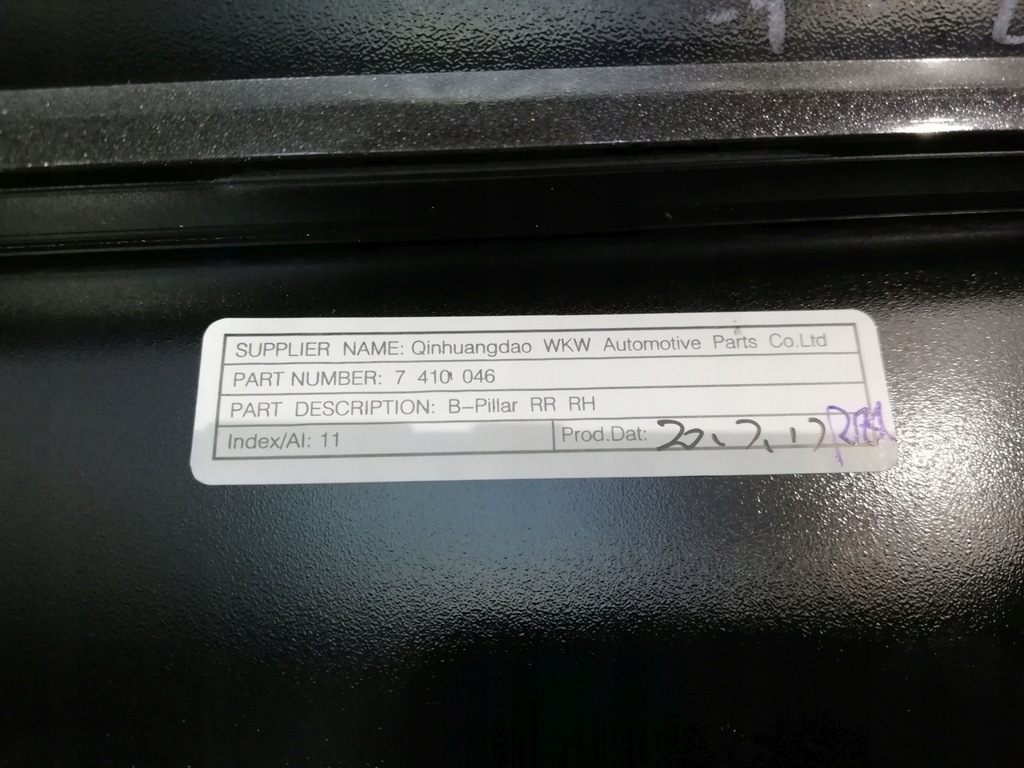 SUPPLIER NAME: Qinhuangdao WKW Automotive Parts Co.Ltd
PART NUMBER: 7 410 046
PART DESCRIPTION: B-Pillar RR RH
Index/AI: 11
Prod.Dat: 20.7.17